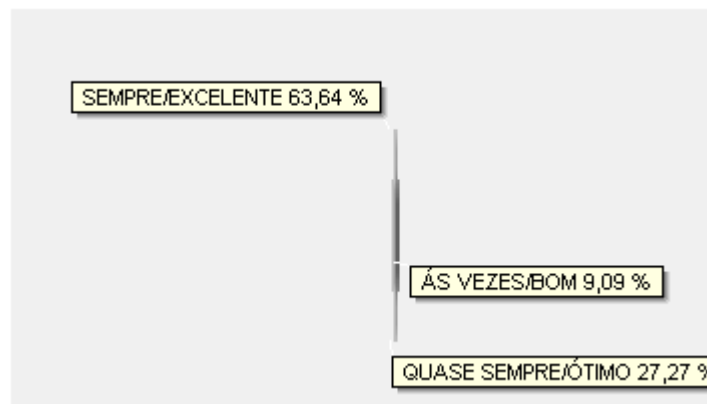 SEMPRE/EXCELENTE 63,64 %
ÁS VEZES/BOM 9,09 %
QUASE SEMPRE/ÓTIMO 27,27 %